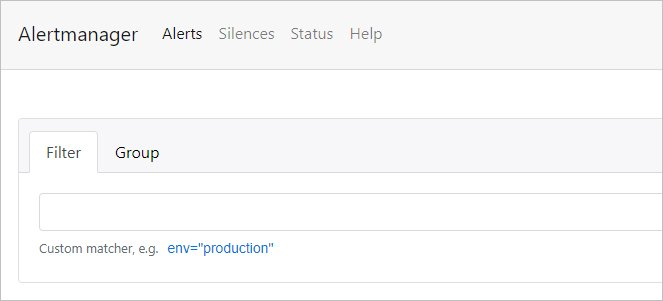 Alertmanager Alerts Silences Status Help
Filter Group
Custom matcher, e.g. env="production"